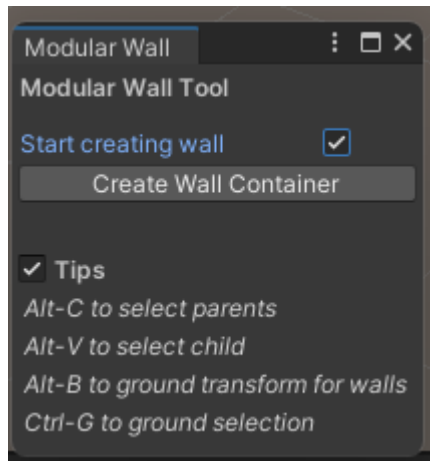 Modular Wall
Modular Wall Tool
Start creating wall
Create Wall Container
Tips
Alt-C to select parents
Alt-V to select child
Alt-B to ground transform for walls
Ctrl-G to ground selection